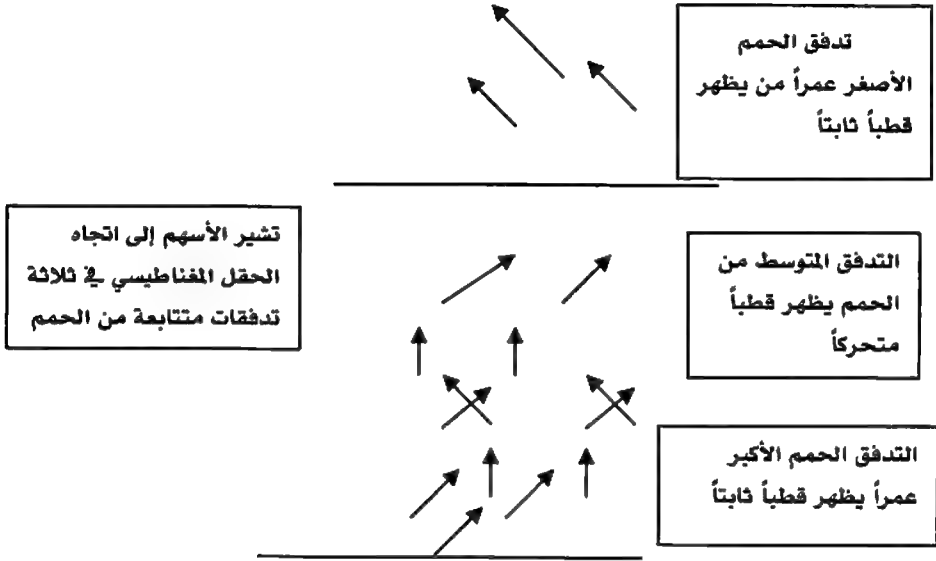 تدفق الحمم
الأصغر عمراً من يظهر
قطباً ثابتاً
تشير الأسهم إلى اتجاه
الحقل المغناطيسي في ثلاثة
تدفقات متتابعة من الحمم
التدفق المتوسط من
الحمم يظهر قطباً
متحركاً
التدفق الحمم الأكبر
عمراً يظهر قطباً ثابتاً